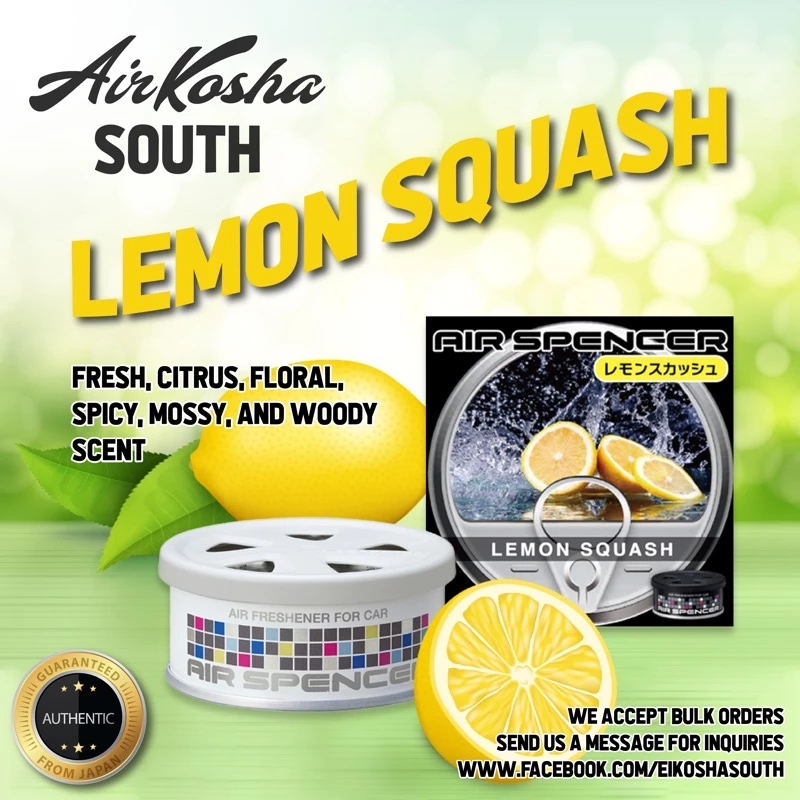 AirKosha
SOUTH
LEMON SQUASH
FRESH, CITRUS, FLORAL,
SPICY, MOSSY, AND WOODY
SCENT
AIR SPENCER
レモンスカッシュ
LEMON SQUASH
AIR SPENCER
AIR FRESHENER FOR CAR
AIR SPENCER
GUARANTEED
AUTHENTIC
FROM JAPAN
WE ACCEPT BULK ORDERS
SEND US A MESSAGE FOR INQUIRIES
WWW.FACEBOOK.COM/EIKOSHASOUTH